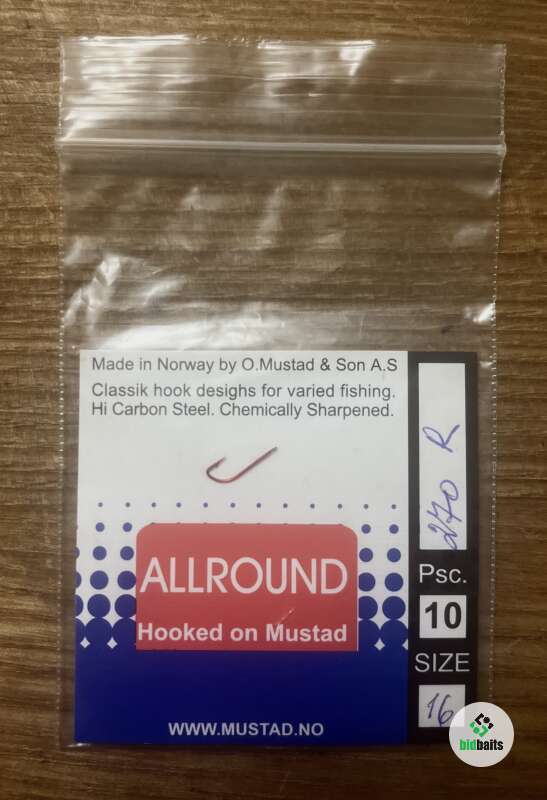 Made in Norway by O.Mustad & Son A.S
Classik hook desighs for varied fishing.
Hi Carbon Steel. Chemically Sharpened.
270 R
ALLROUND
Hooked on Mustad
Psc.
10
SIZE
16
WWW.MUSTAD.NO
bidbaits